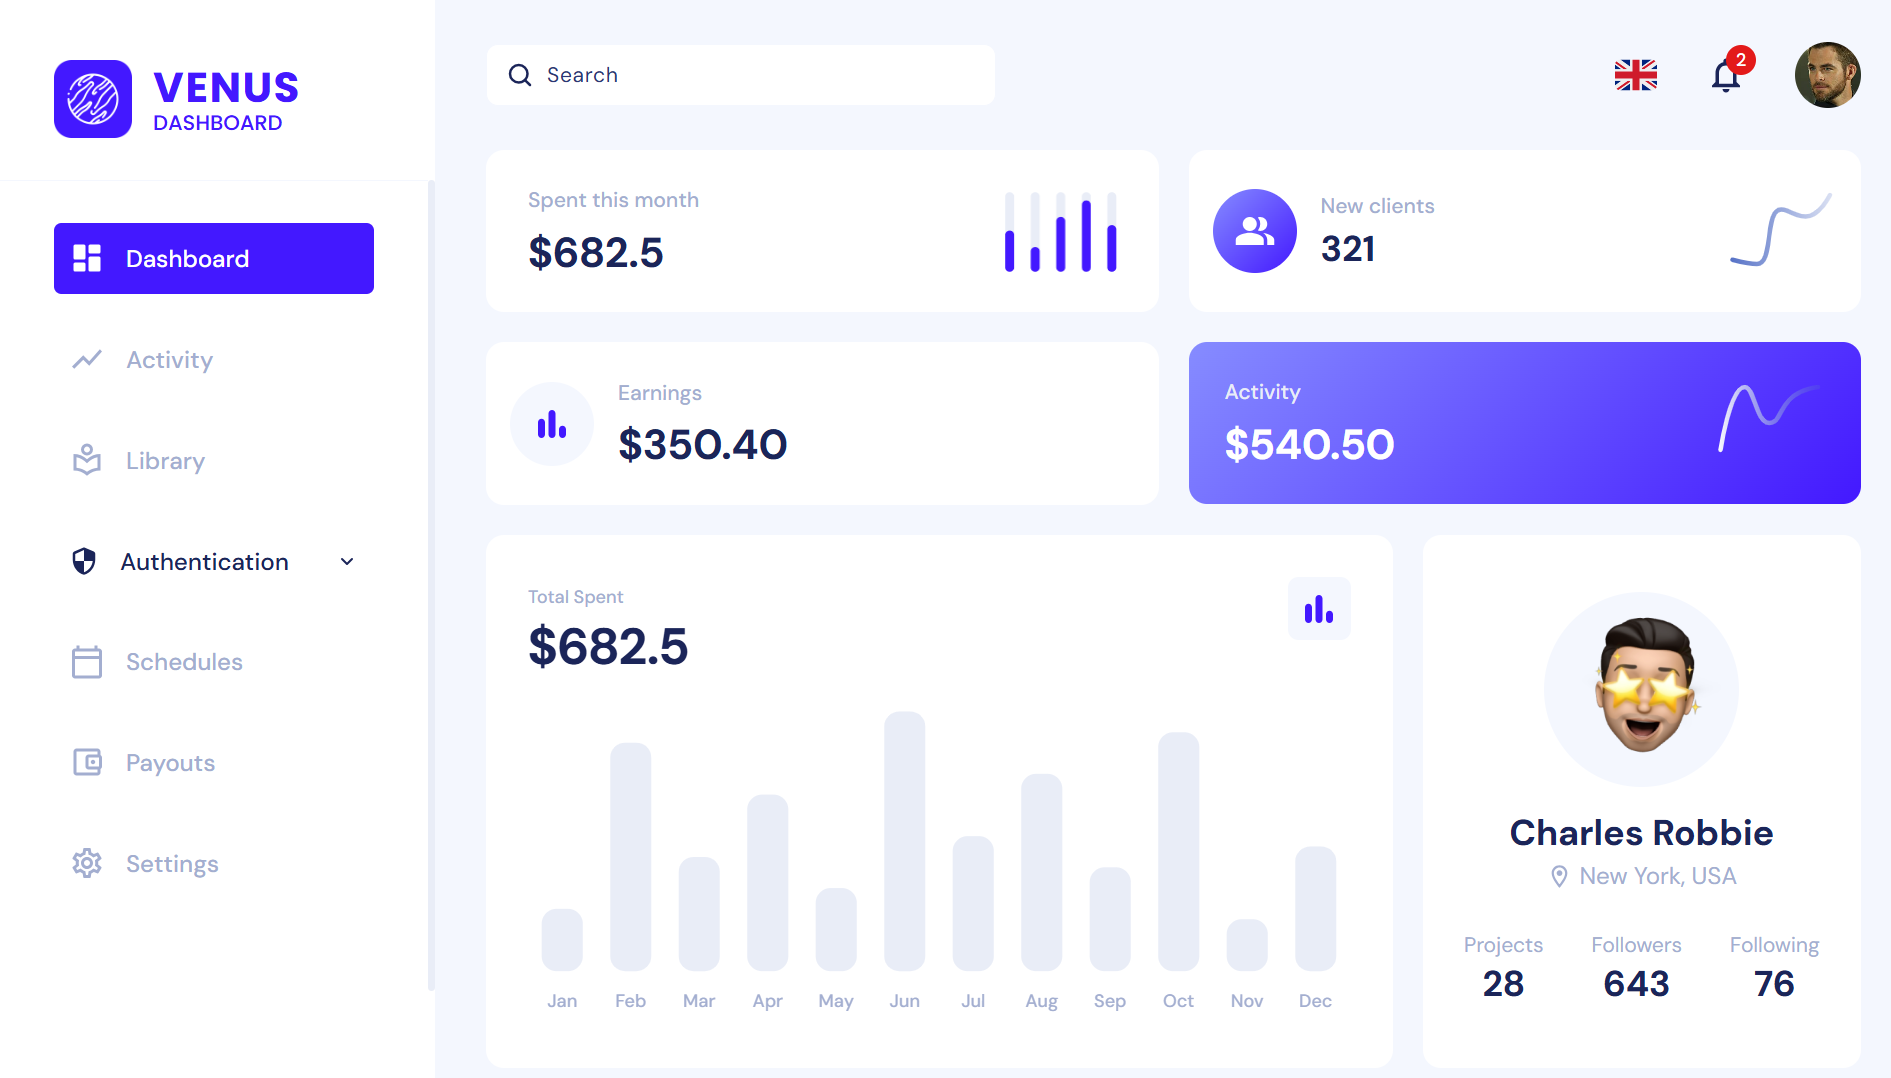 VENUS
DASHBOARD
Dashboard
Activity
Library
Authentication
Schedules
Payouts
Settings
Search
2
Spent this month
$682.5
New clients
321
Earnings
$350.40
Activity
$540.50
Total Spent
$682.5
Jan Feb Mar Apr May Jun Jul Aug Sep Oct Nov Dec
Charles Robbie
New York, USA
Projects Followers Following
28 643 76